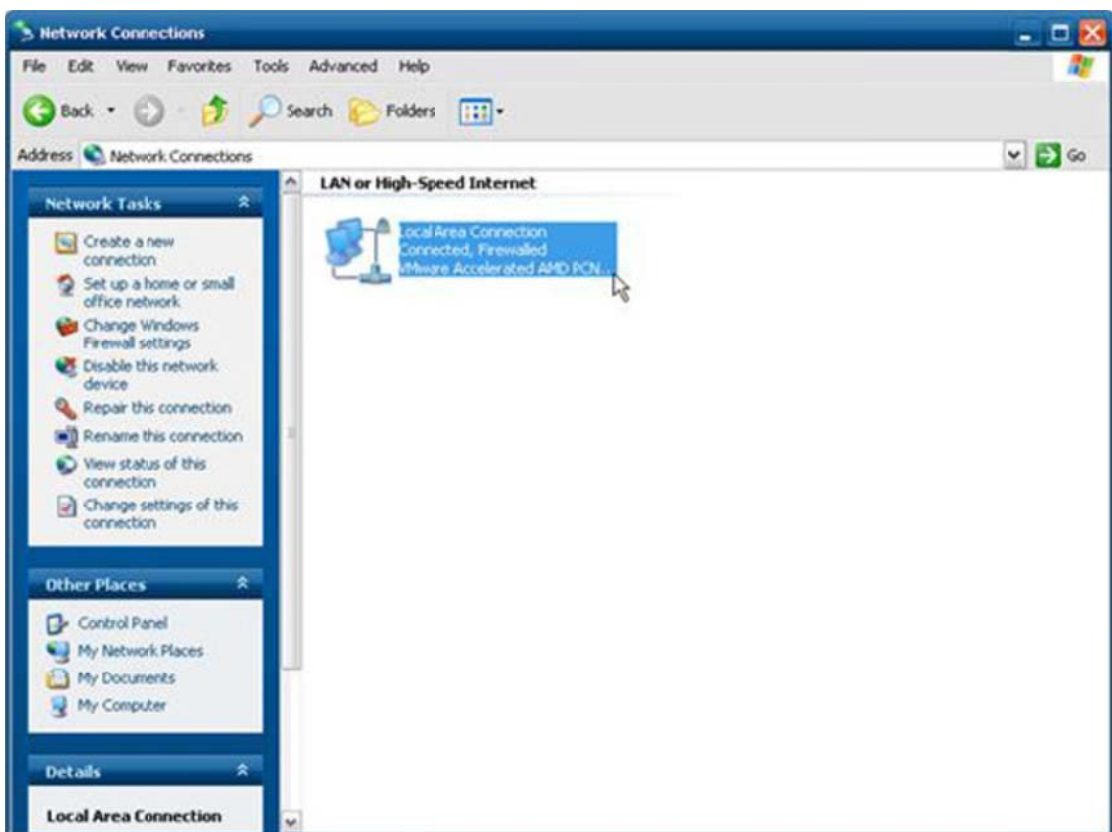 Network Connections
File Edit View Favorites Tools Advanced Help
Back Search Folders
Address Network Connections Go
Network Tasks
Create a new
connection
Set up a home or small
office network
Change Windows
Firewall settings
Disable this network
device
Repair this connection
Rename this connection
View status of this
connection
Change settings of this
connection
Other Places
Control Panel
My Network Places
My Documents
My Computer
Details
Local Area Connection
LAN or High-Speed Internet
Local Area Connection
Connected, Firewalled
VMware Accelerated AMD PCN...